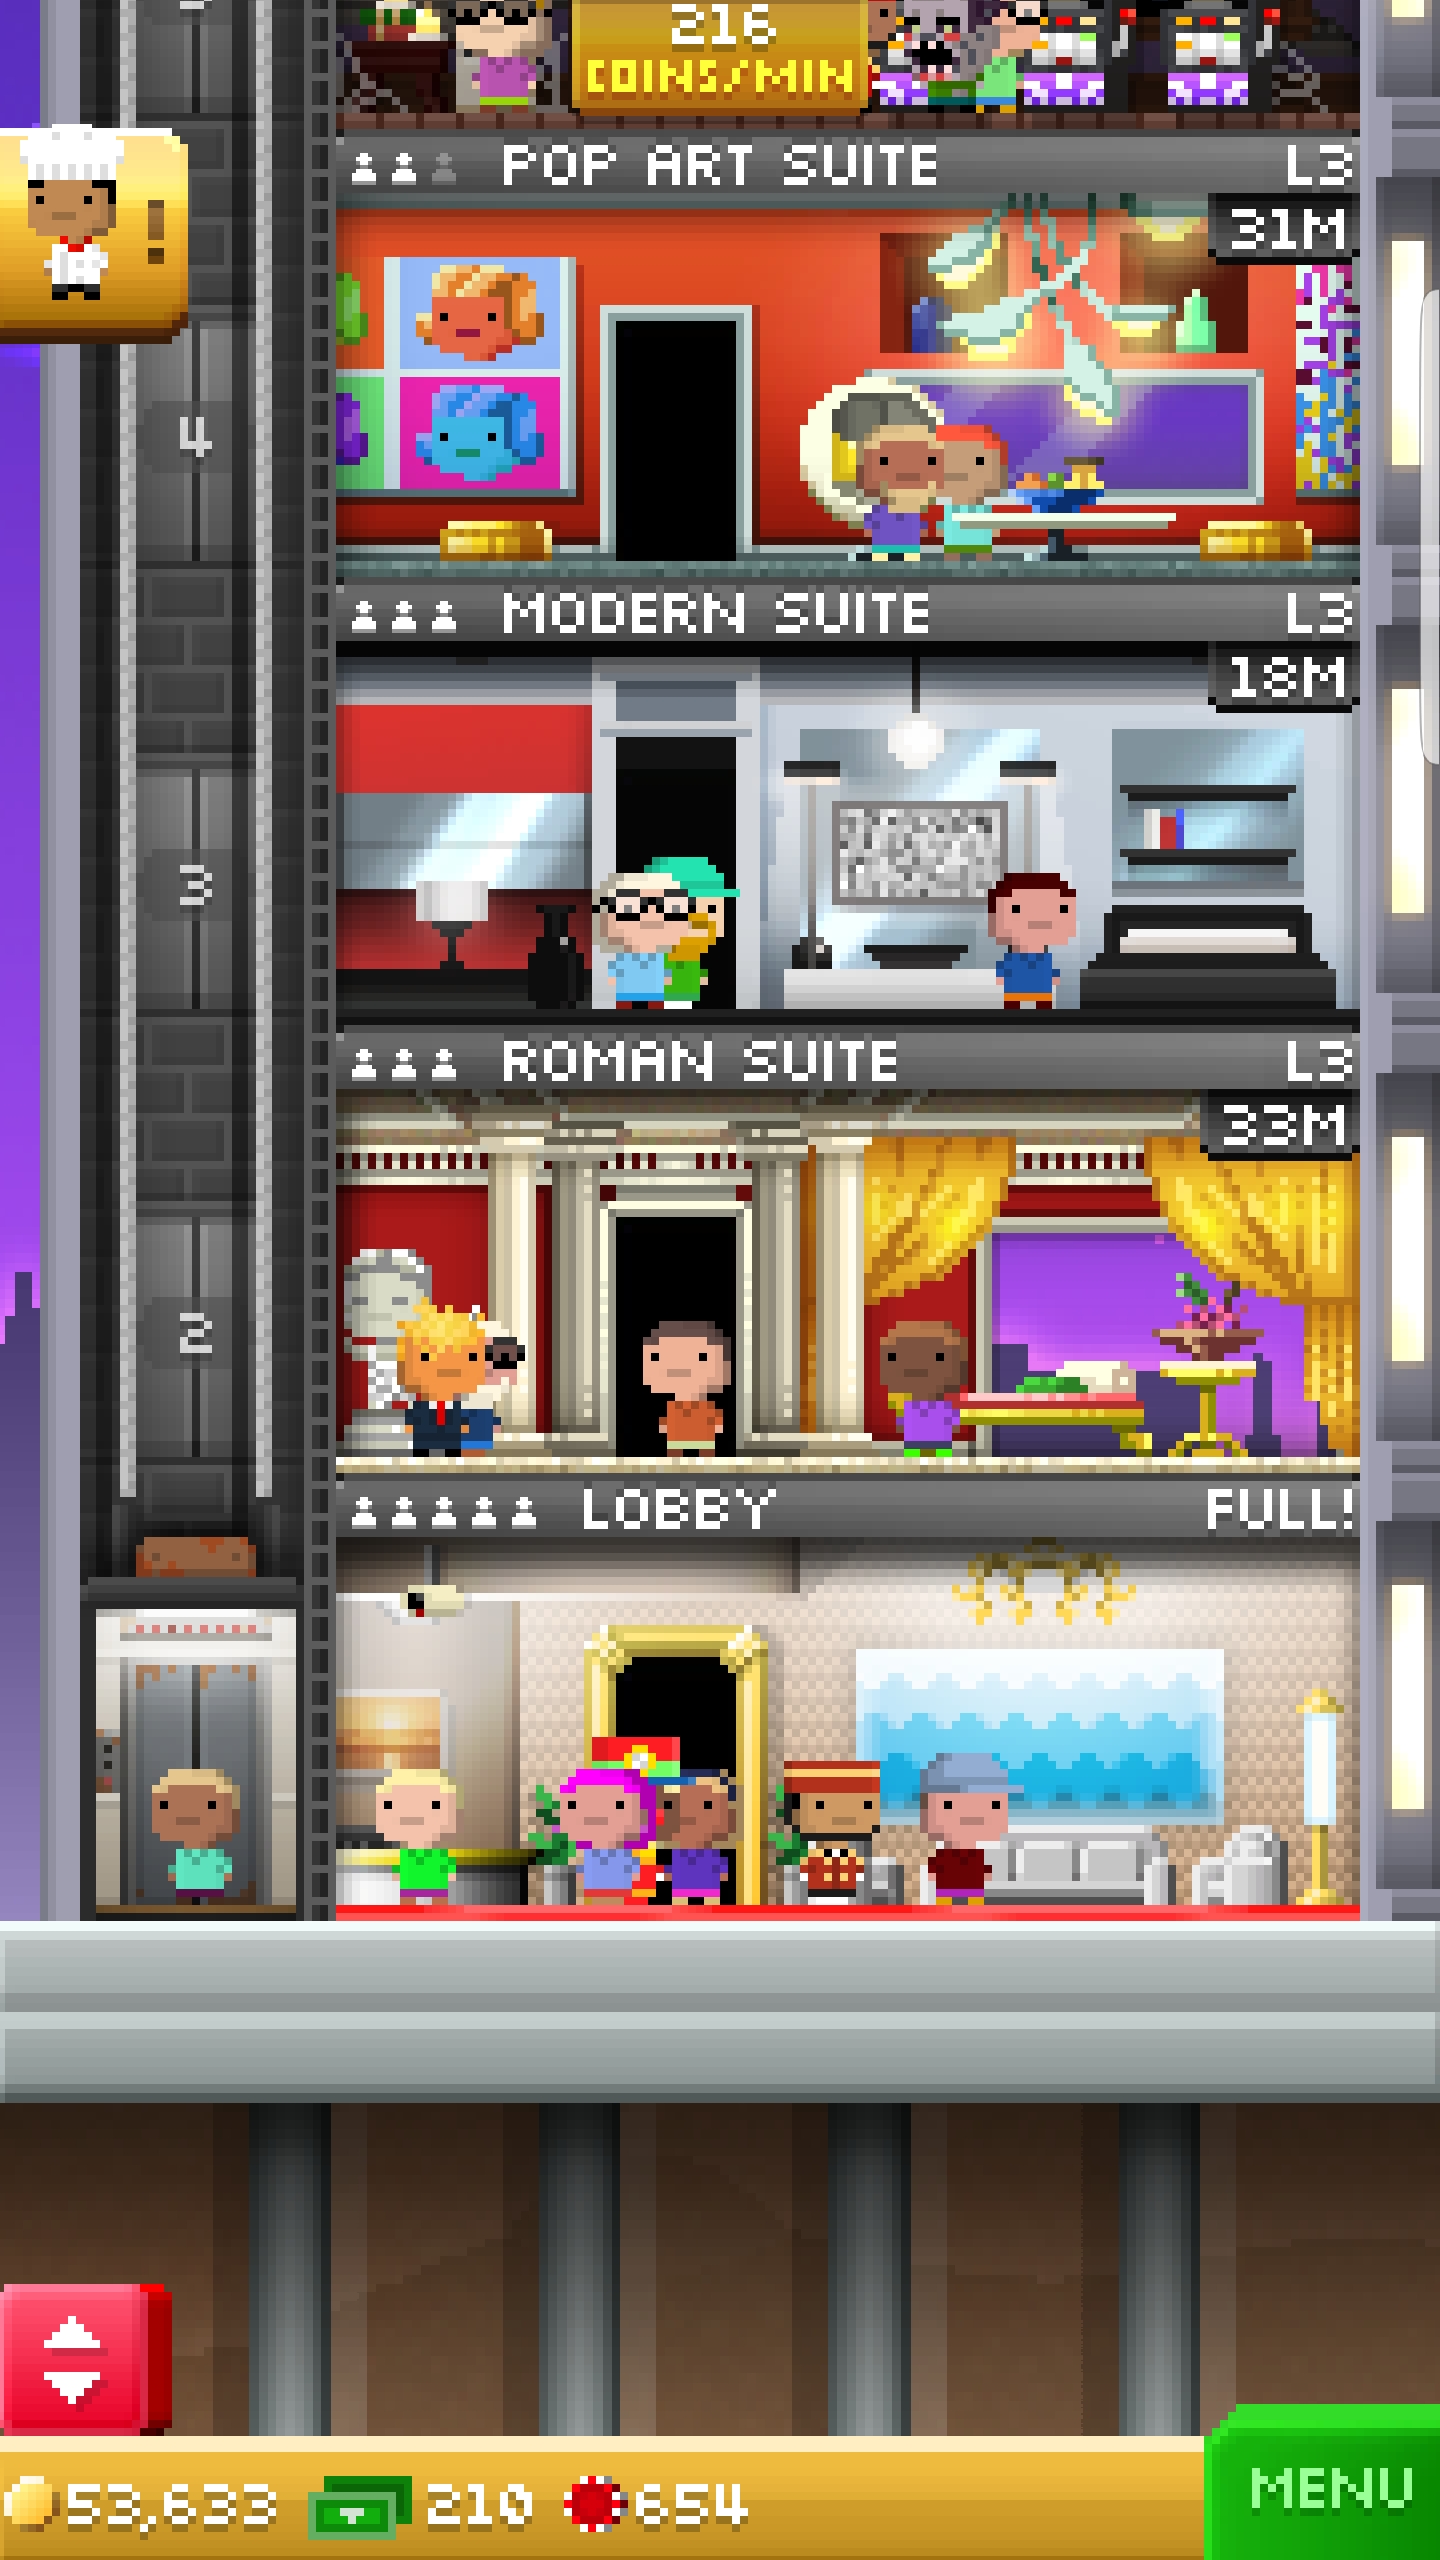 216
COINS/MIN
POP ART SUITE L3
31M
!
4
MODERN SUITE L3
18M
3
ROMAN SUITE L3
33M
2
LOBBY FULL!
53,633 210 654
MENU